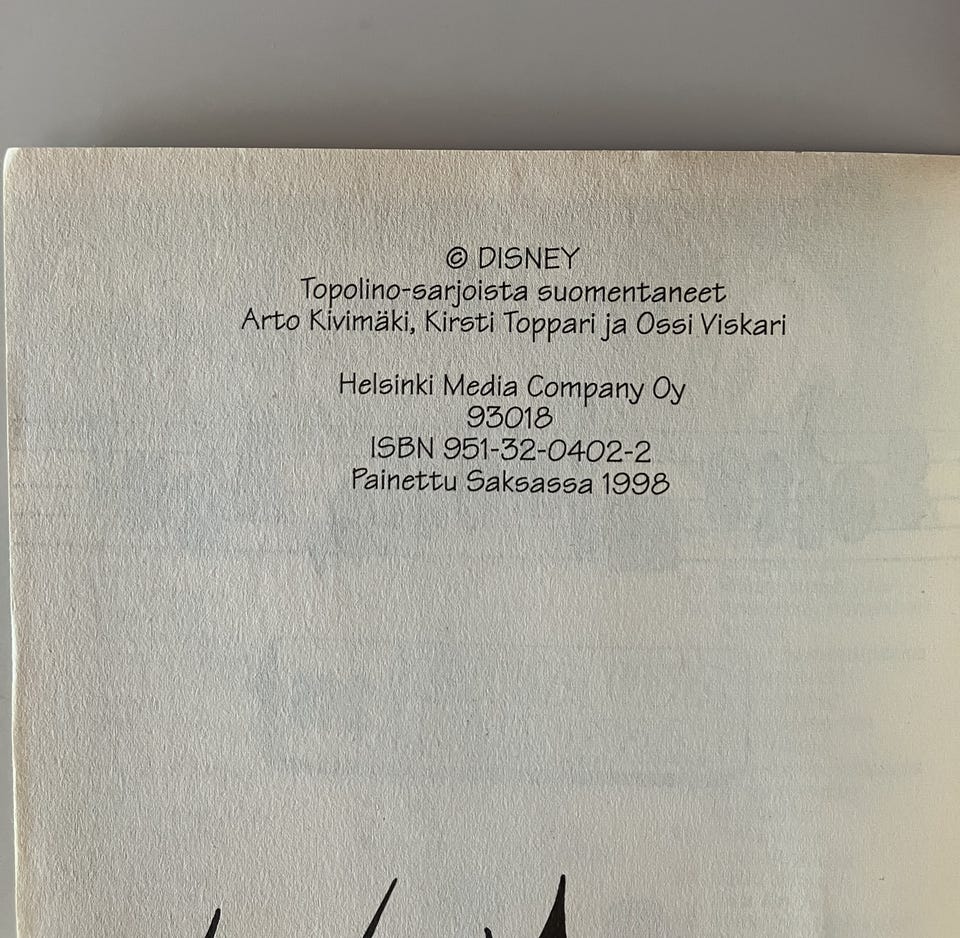 © DISNEY
Topolino-sarjoista suomentaneet
Arto Kivimäki, Kirsti Toppari ja Ossi Viskari
Helsinki Media Company Oy
93018
ISBN 951-32-0402-2
Painettu Saksassa 1998